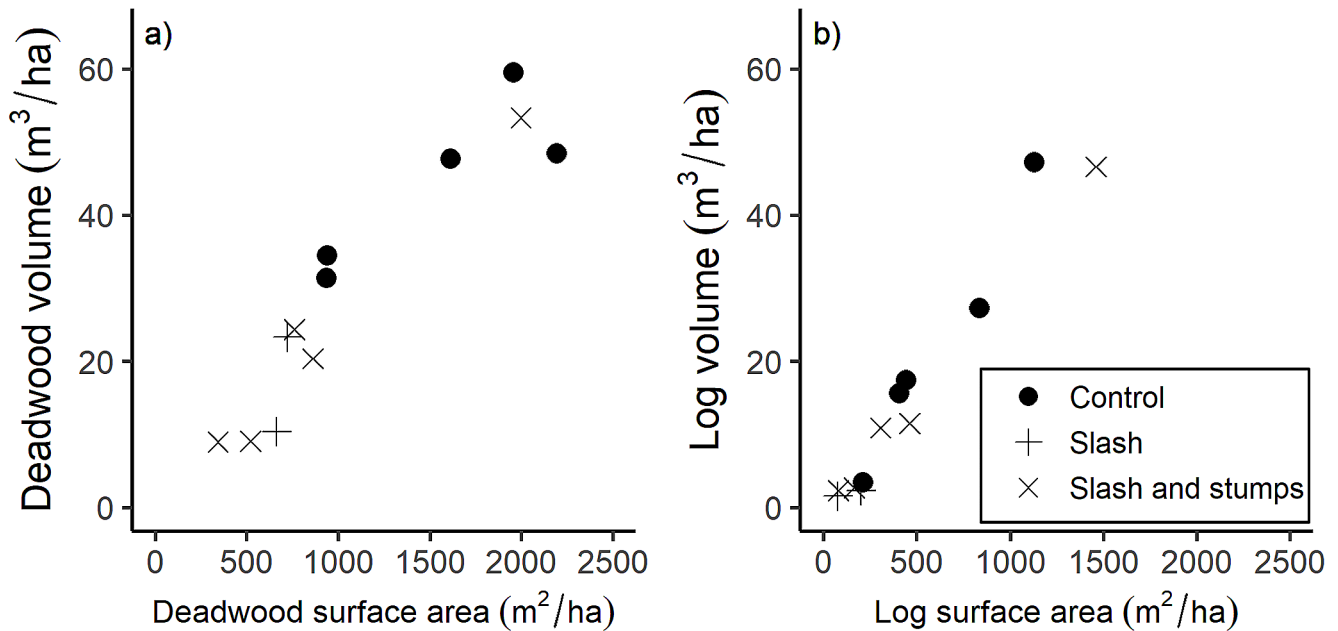 a)
Deadwood volume (m³/ha)
60
40
20
0
0 500 1000 1500 2000 2500
Deadwood surface area (m²/ha)
b)
Log volume (m³/ha)
60
40
20
0
Control
Slash
Slash and stumps
0 500 1000 1500 2000 2500
Log surface area (m²/ha)